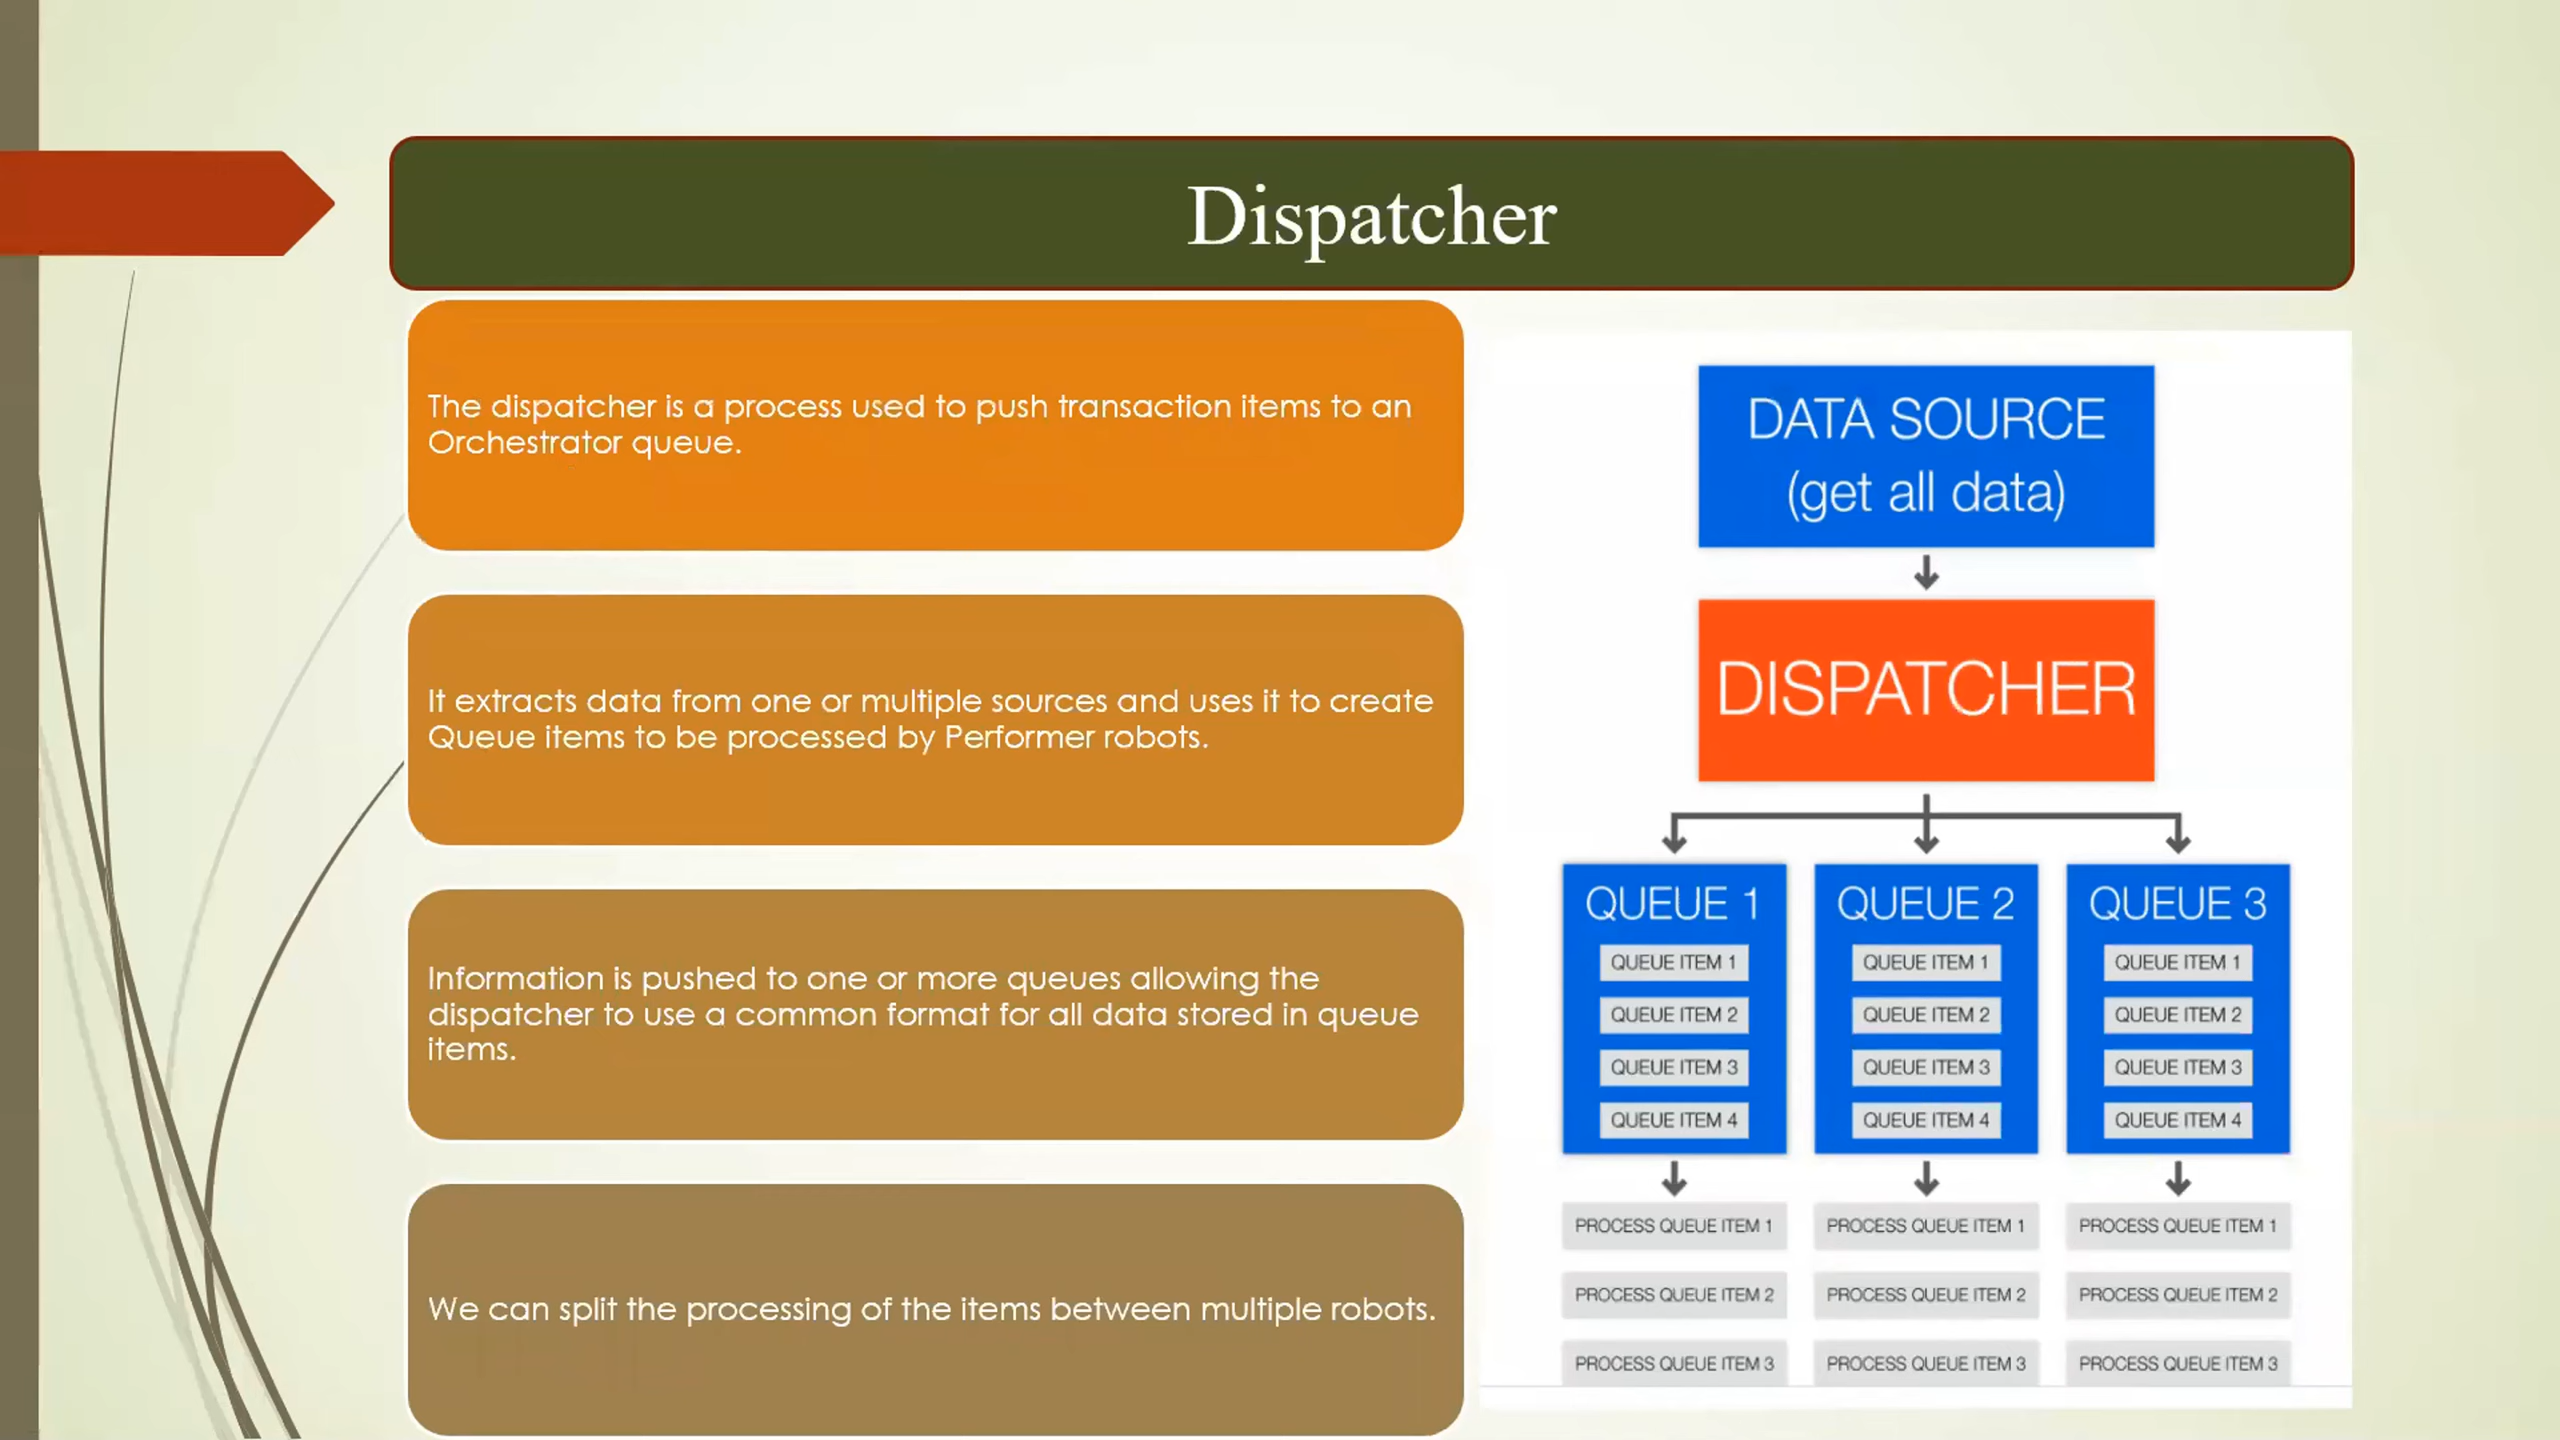 Dispatcher
The dispatcher is a process used to push transaction items to an
Orchestrator queue.
It extracts data from one or multiple sources and uses it to create
Queue items to be processed by Performer robots.
Information is pushed to one or more queues allowing the
dispatcher to use a common format for all data stored in queue
items.
We can split the processing of the items between multiple robots.
DATA SOURCE
(get all data)
DISPATCHER
QUEUE 1
QUEUE ITEM 1
QUEUE ITEM 2
QUEUE ITEM 3
QUEUE ITEM 4
PROCESS QUEUE ITEM 1
PROCESS QUEUE ITEM 2
PROCESS QUEUE ITEM 3
QUEUE 2
QUEUE ITEM 1
QUEUE ITEM 2
QUEUE ITEM 3
QUEUE ITEM 4
PROCESS QUEUE ITEM 1
PROCESS QUEUE ITEM 2
PROCESS QUEUE ITEM 3
QUEUE 3
QUEUE ITEM 1
QUEUE ITEM 2
QUEUE ITEM 3
QUEUE ITEM 4
PROCESS QUEUE ITEM 1
PROCESS QUEUE ITEM 2
PROCESS QUEUE ITEM 3